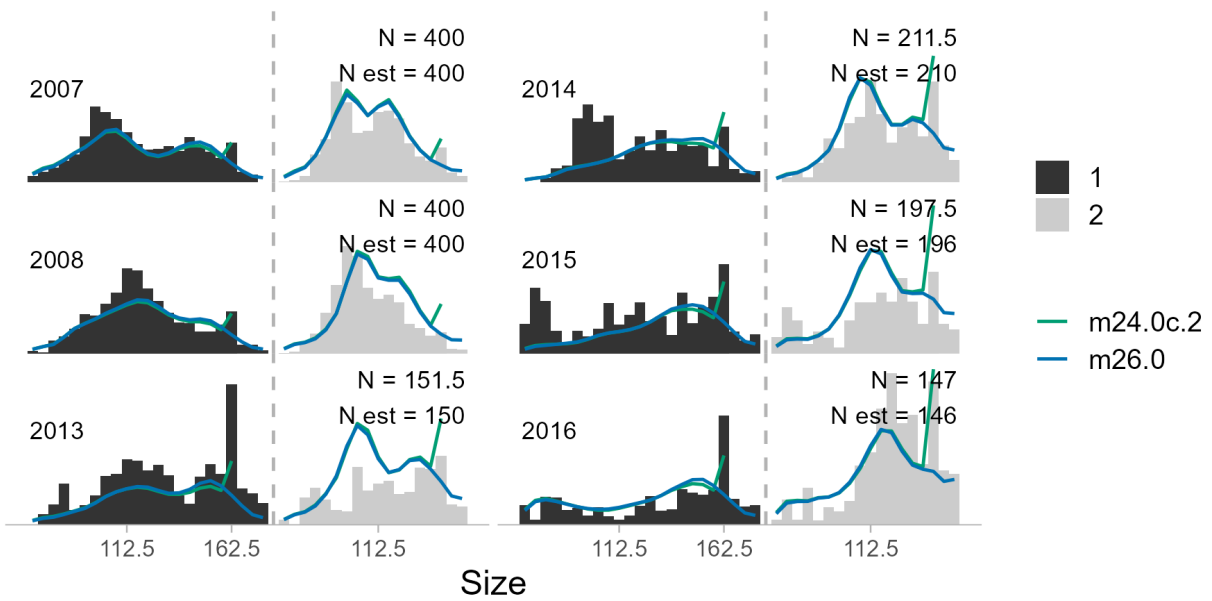 N = 400
N est = 400
2007
N = 211.5
N est = 210
2014
N = 400
N est = 400
2008
N = 197.5
N est = 196
2015
N = 151.5
N est = 150
2013
N = 147
N est = 146
2016
112.5 162.5 112.5 112.5 162.5 112.5
Size
1
2
m24.0c.2
m26.0